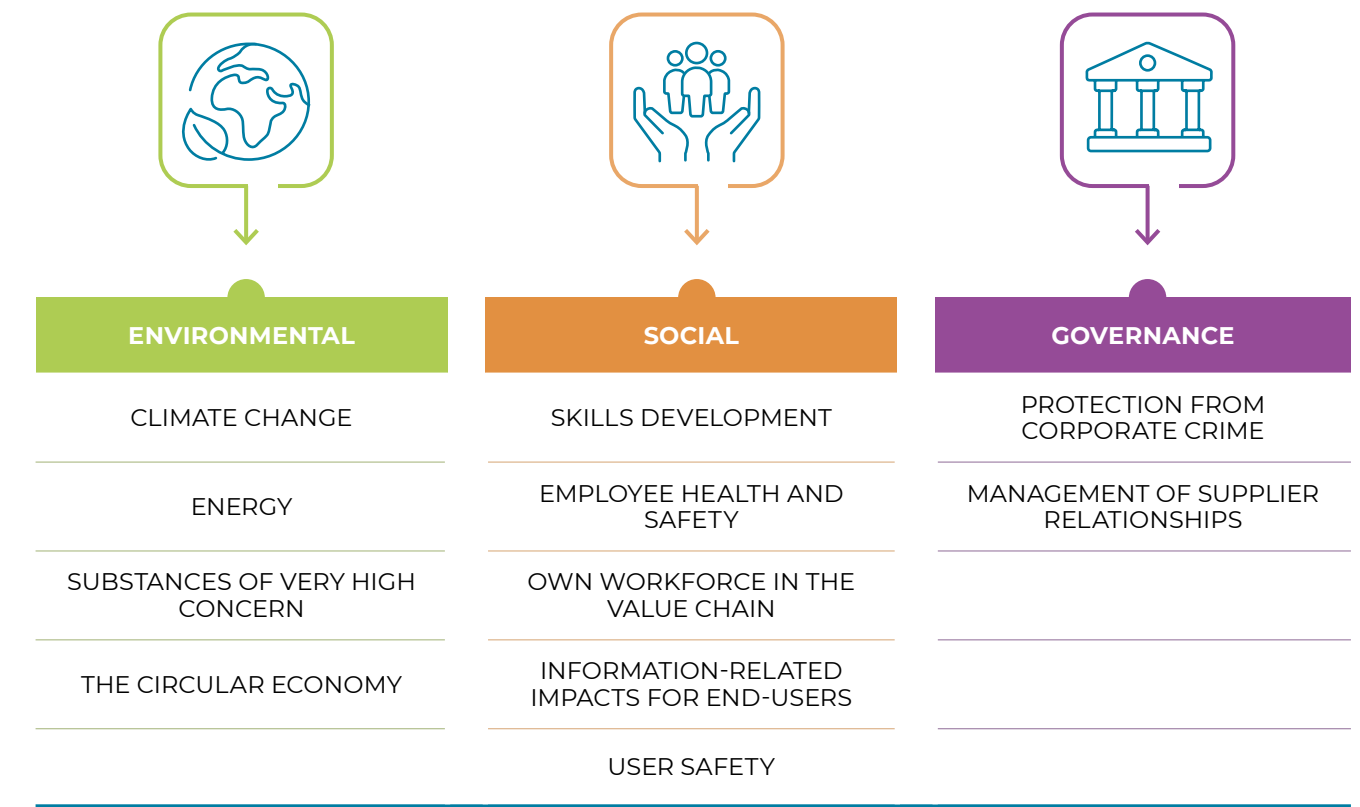 ENVIRONMENTAL
CLIMATE CHANGE
ENERGY
SUBSTANCES OF VERY HIGH
CONCERN
THE CIRCULAR ECONOMY
SOCIAL
SKILLS DEVELOPMENT
EMPLOYEE HEALTH AND
SAFETY
OWN WORKFORCE IN THE
VALUE CHAIN
INFORMATION-RELATED
IMPACTS FOR END-USERS
USER SAFETY
GOVERNANCE
PROTECTION FROM
CORPORATE CRIME
MANAGEMENT OF SUPPLIER
RELATIONSHIPS